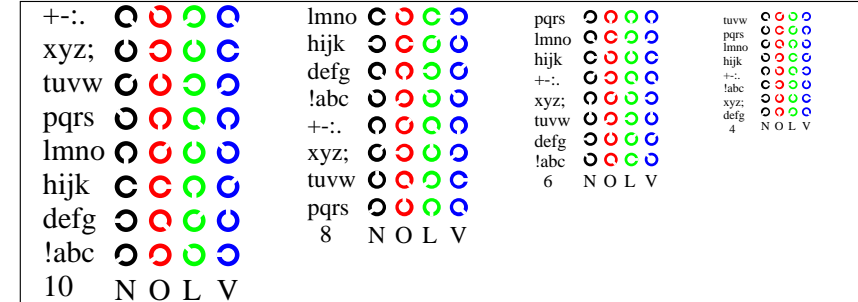 +-:.
xyz;
tuvw
pqrs
lmno
hijk
defg
!abc
10 N O L V
lmno
hijk
defg
!abc
+-:.
xyz;
tuvw
pqrs
8 N O L V
pqrs
lmno
hijk
+-:.
xyz;
tuvw
defg
!abc
6 N O L V
tuvw
pqrs
lmno
hijk
+-:.
!abc
xyz;
defg
4 N O L V